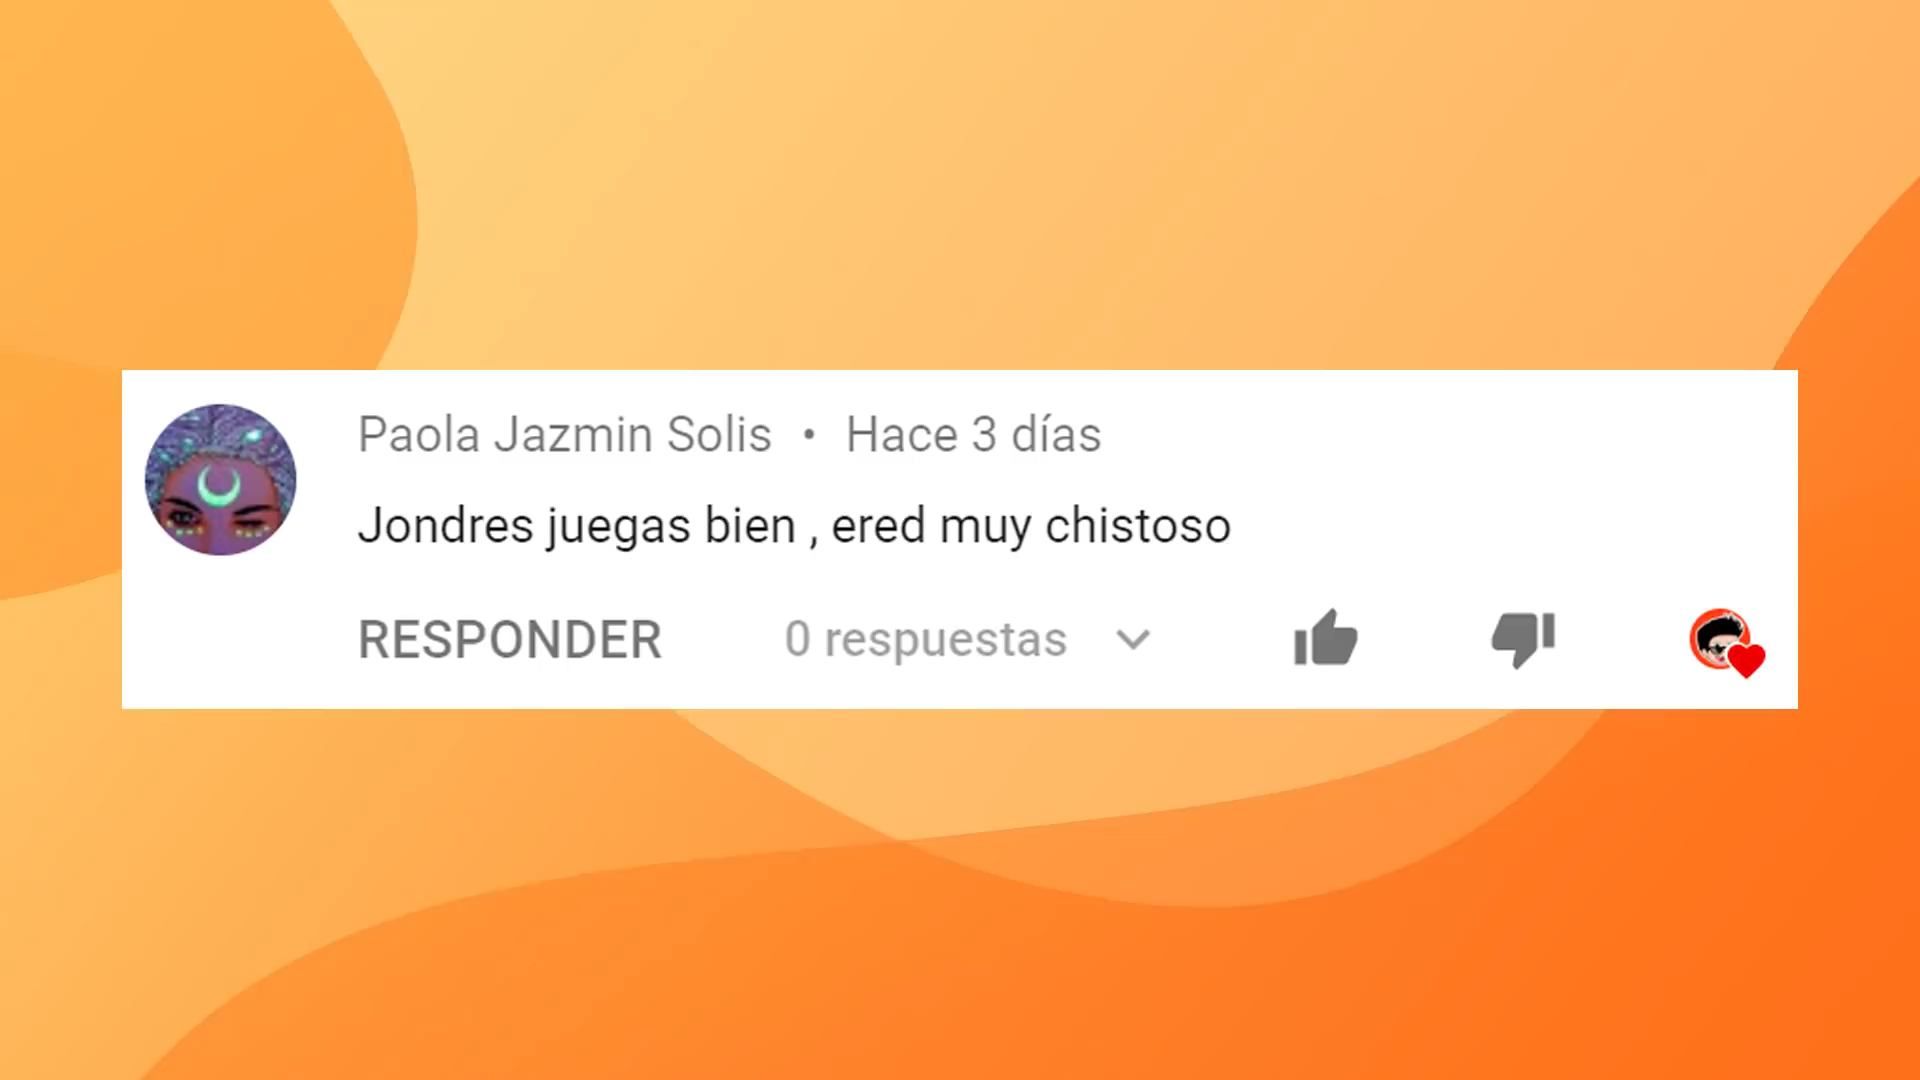 Paola Jazmin Solis • Hace 3 días
Jondres juegas bien , ered muy chistoso
RESPONDER 0 respuestas